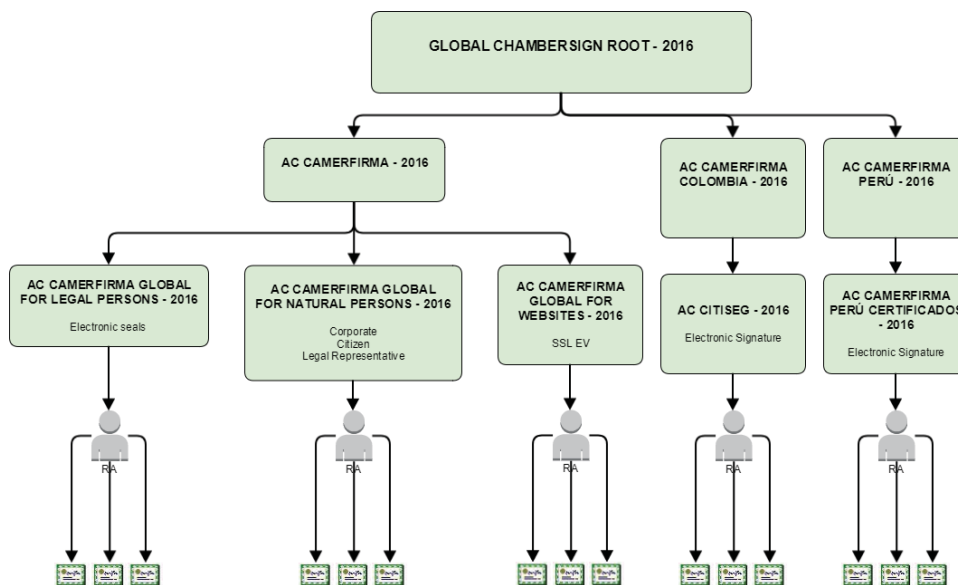 GLOBAL CHAMBERSIGN ROOT - 2016
AC CAMERFIRMA - 2016
AC CAMERFIRMA
COLOMBIA - 2016
AC CAMERFIRMA
PERÚ - 2016
AC CAMERFIRMA GLOBAL
FOR LEGAL PERSONS - 2016
Electronic seals
AC CAMERFIRMA GLOBAL
FOR NATURAL PERSONS - 2016
Corporate
Citizen
Legal Representative
AC CAMERFIRMA
GLOBAL FOR
WEBSITES - 2016
SSL EV
AC CITISEG - 2016
Electronic Signature
AC CAMERFIRMA
PERÚ CERTIFICADOS
- 2016
Electronic Signature
RA
RA
RA
RA
RA